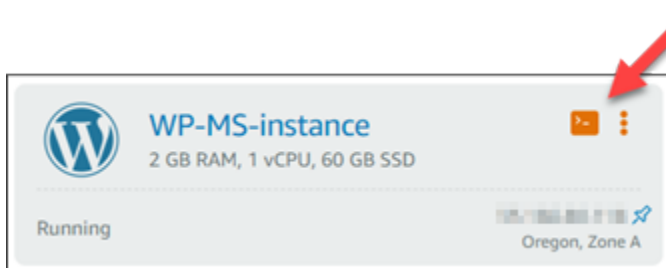 WP-MS-instance
2 GB RAM, 1 vCPU, 60 GB SSD
Running
Oregon, Zone A